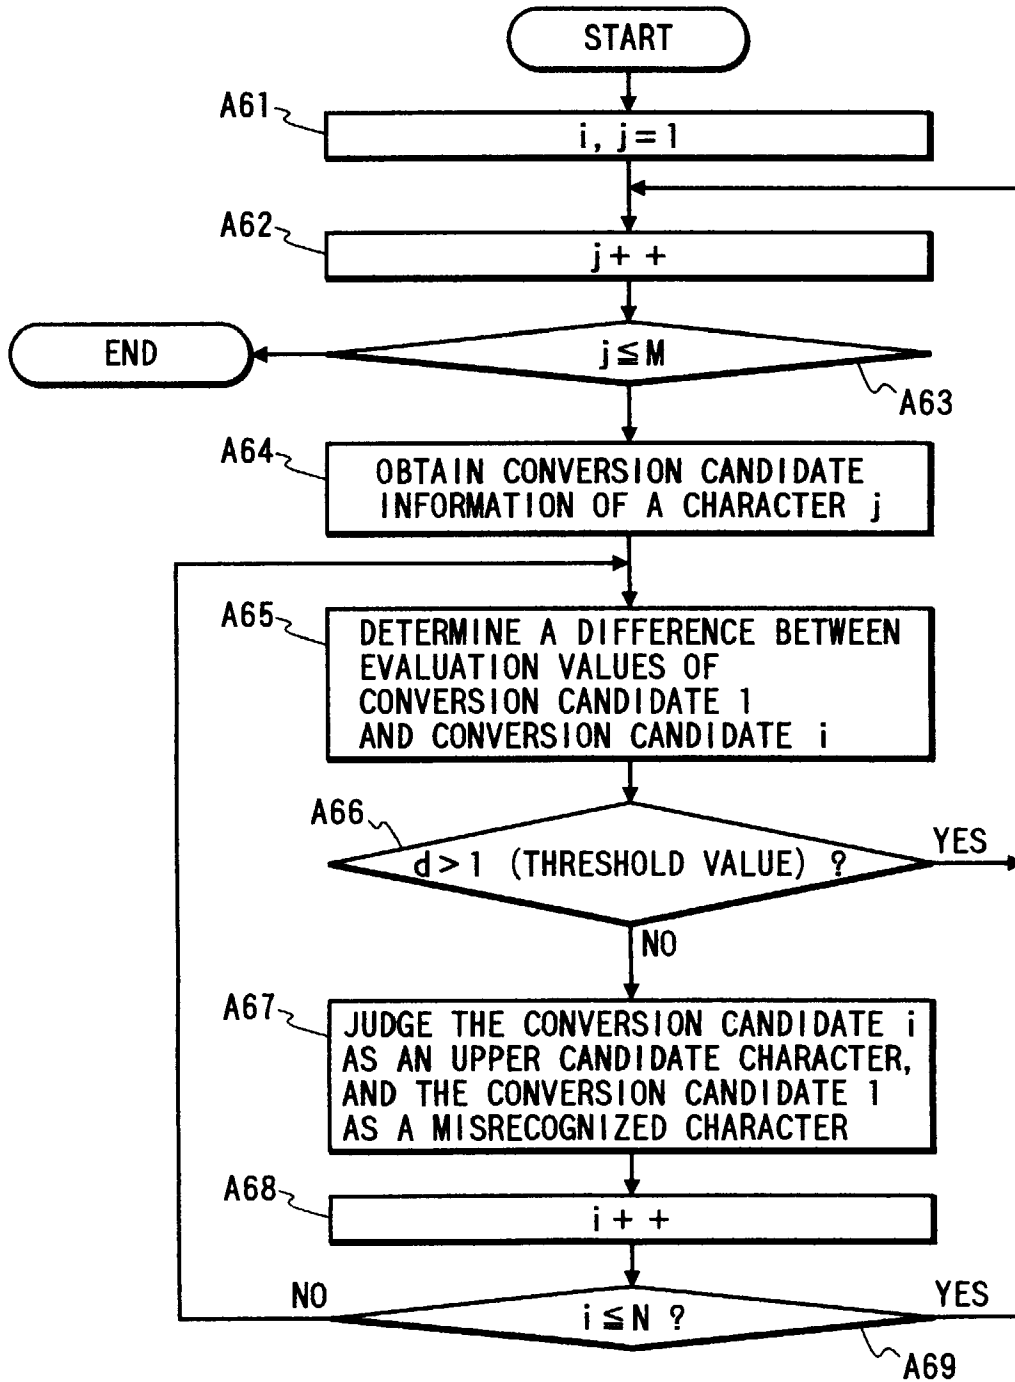 START
A61
i, j=1
A62
j++
END
j≦M
A63
A64
OBTAIN CONVERSION CANDIDATE
INFORMATION OF A CHARACTER j
A65
DETERMINE A DIFFERENCE BETWEEN
EVALUATION VALUES OF
CONVERSION CANDIDATE 1
AND CONVERSION CANDIDATE i
A66
d>1 (THRESHOLD VALUE) ?
YES
NO
A67
JUDGE THE CONVERSION CANDIDATE i
AS AN UPPER CANDIDATE CHARACTER,
AND THE CONVERSION CANDIDATE 1
AS A MISRECOGNIZED CHARACTER
A68
i++
NO
i≦N ?
YES
A69